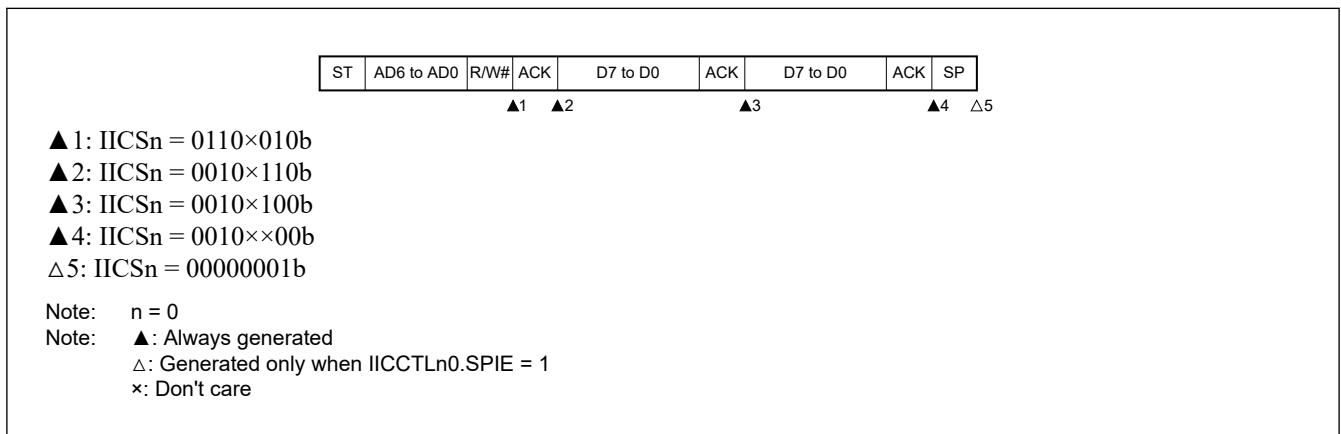 ST AD6 to AD0 R/W# ACK D7 to D0 ACK D7 to D0 ACK SP
▲1 ▲2 ▲3 ▲4 △5
▲1: IICSn = 0110×010b
▲2: IICSn = 0010×110b
▲3: IICSn = 0010×100b
▲4: IICSn = 0010××00b
△5: IICSn = 00000001b
Note: n = 0
Note: ▲: Always generated
△: Generated only when IICCTLn0.SPIE = 1
×: Don't care